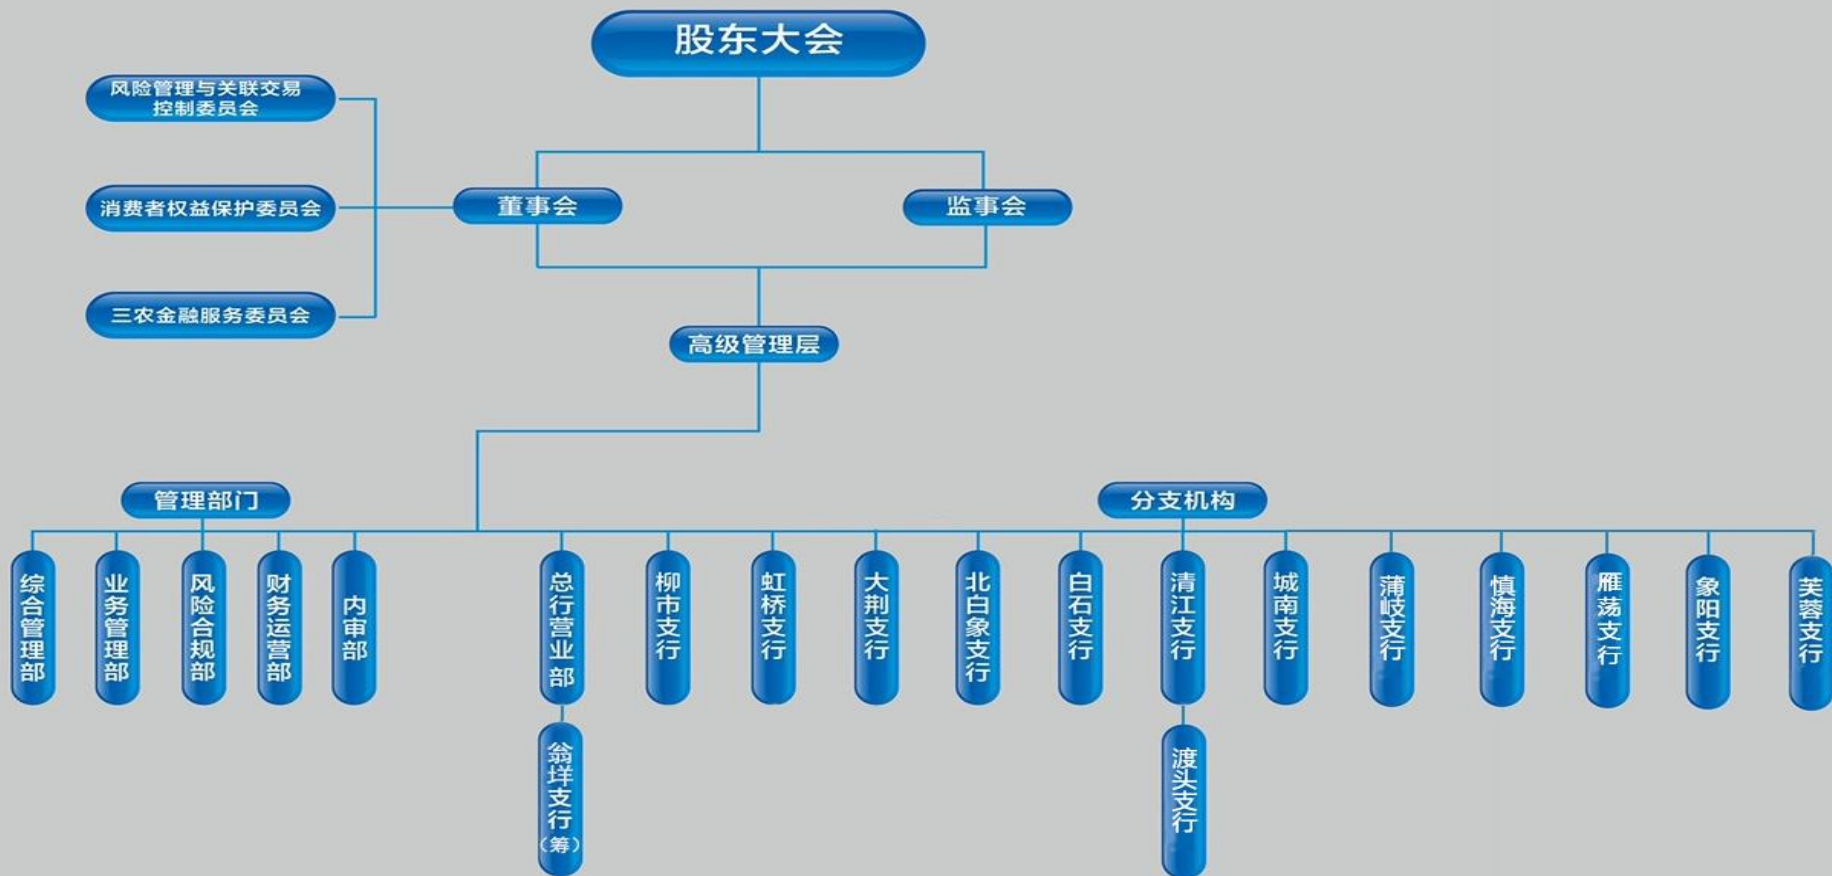 股东大会
风险管理与关联交易
控制委员会
消费者权益保护委员会
董事会
监事会
三农金融服务委员会
高级管理层
管理部门
分支机构
综合管理部
业务管理部
风险合规部
财务运营部
内审部
总行营业部
柳市支行
虹桥支行
大荆支行
北白象支行
白石支行
清江支行
城南支行
蒲岐支行
慎海支行
雁荡支行
象阳支行
芙蓉支行
翁垟支行
（筹）
渡头支行